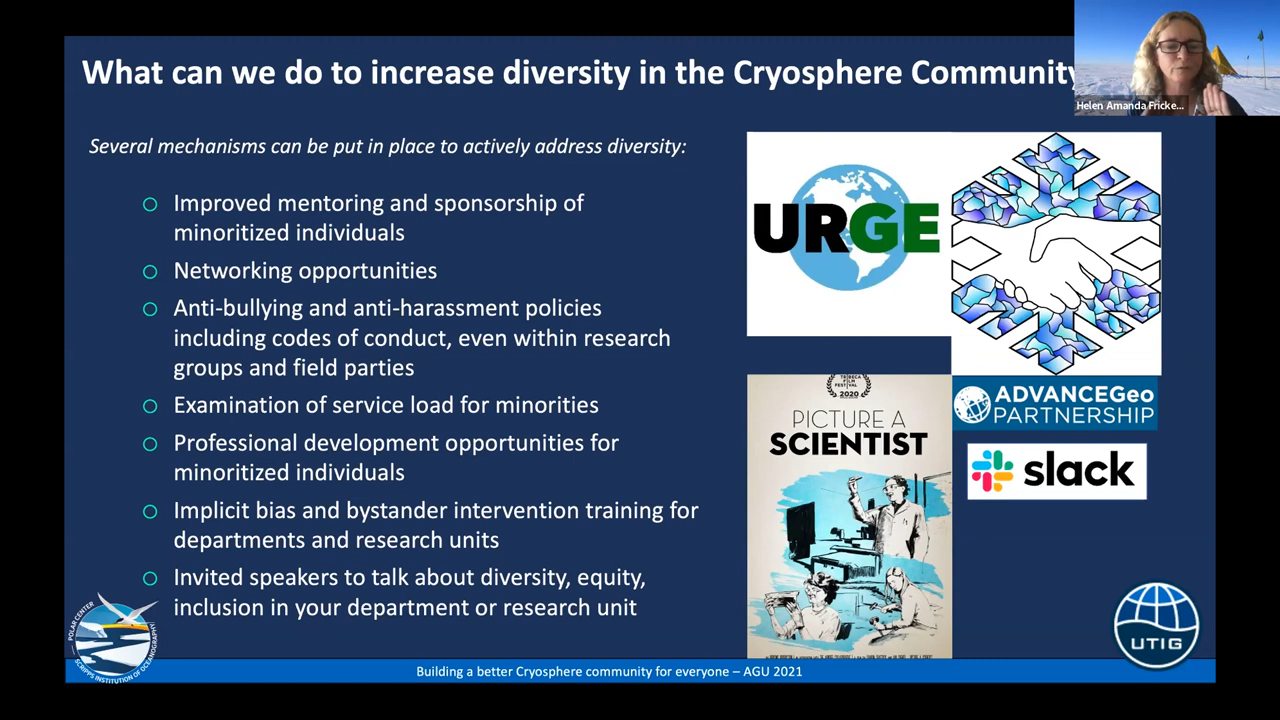 What can we do to increase diversity in the Cryosphere Community
Helen Amanda Fricke...
Several mechanisms can be put in place to actively address diversity:
Improved mentoring and sponsorship of
minoritized individuals
Networking opportunities
Anti-bullying and anti-harassment policies
including codes of conduct, even within research
groups and field parties
Examination of service load for minorities
Professional development opportunities for
minoritized individuals
Implicit bias and bystander intervention training for
departments and research units
Invited speakers to talk about diversity, equity,
inclusion in your department or research unit
URGE
TRIBECA
FILM
FESTIVAL
2020
PICTURE A
SCIENTIST
ADVANCEGeo
PARTNERSHIP
slack
POLAR CENTER
SCRIPPS INSTITUTION OF OCEANOGRAPHY
UTIG
Building a better Cryosphere community for everyone – AGU 2021